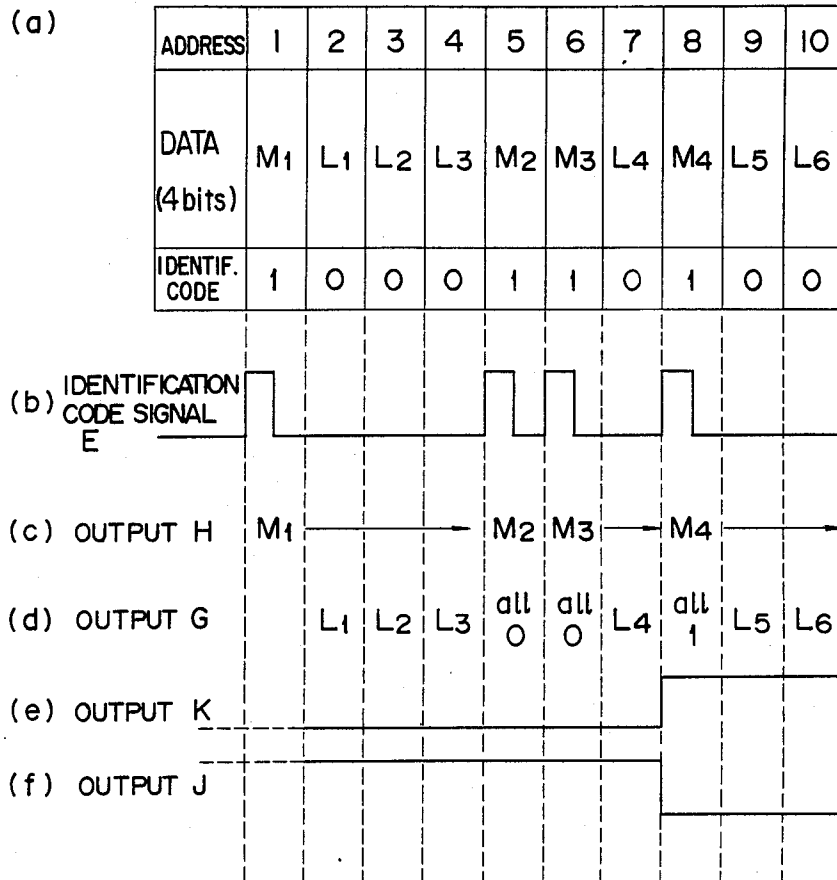 (a)
ADDRESS 1 2 3 4 5 6 7 8 9 10
DATA
(4bits)
M1 L1 L2 L3 M2 M3 L4 M4 L5 L6
IDENTIF.
CODE
1 0 0 0 1 1 0 1 0 0
(b) IDENTIFICATION
CODE SIGNAL
E
(c) OUTPUT H M1 M2 M3 M4
(d) OUTPUT G L1 L2 L3 all 0 all 0 L4 all 1 L5 L6
(e) OUTPUT K
(f) OUTPUT J